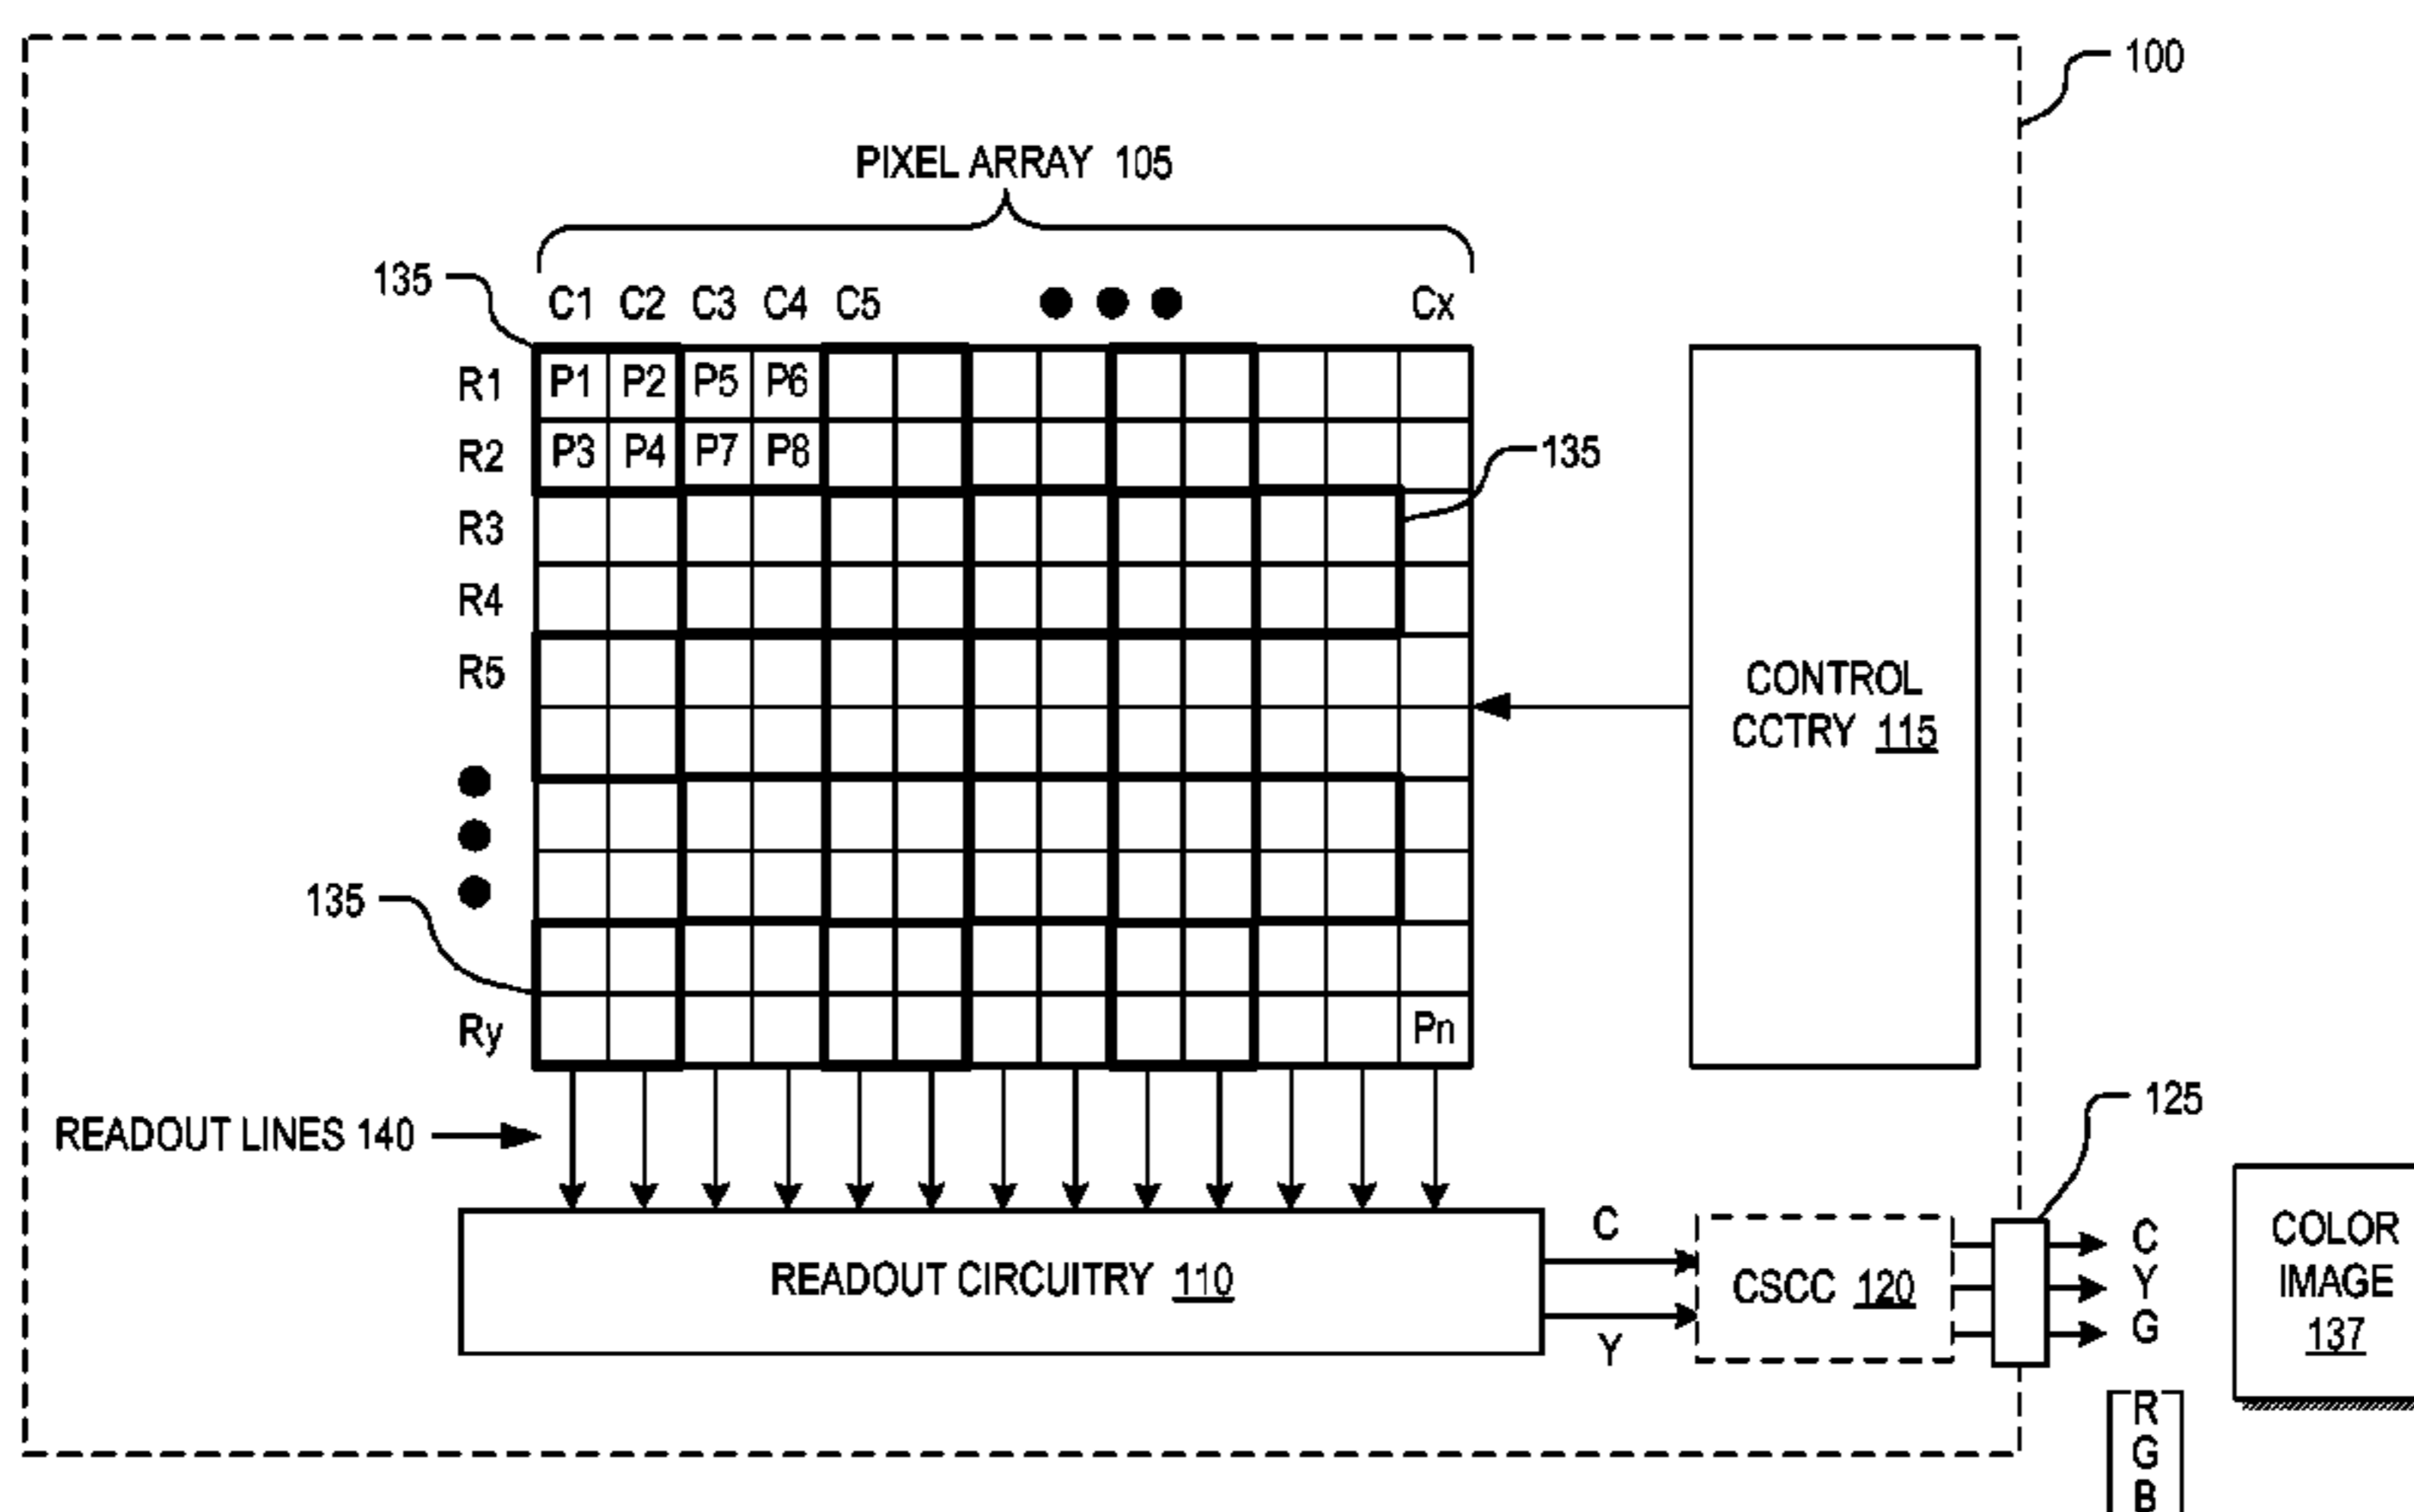 100
PIXEL ARRAY 105
135
C1 C2 C3 C4 C5 Cx
R1 P1 P2 P5 P6
R2 P3 P4 P7 P8
135
R3
R4
R5
CONTROL
CCTRY 115
135
Ry Pn
READOUT LINES 140
125
READOUT CIRCUITRY 110
C
Y
CSCC 120
C
Y
G
COLOR
IMAGE
137
R
G
B